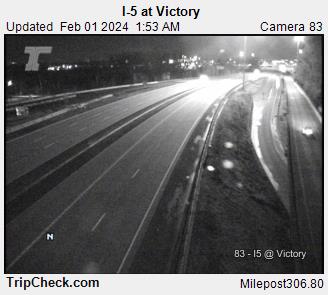 I-5 at Victory
Updated Feb 01 2024 1:53 AM Camera 83
T
N
83 - I5 @ Victory
TripCheck.com Milepost306.80